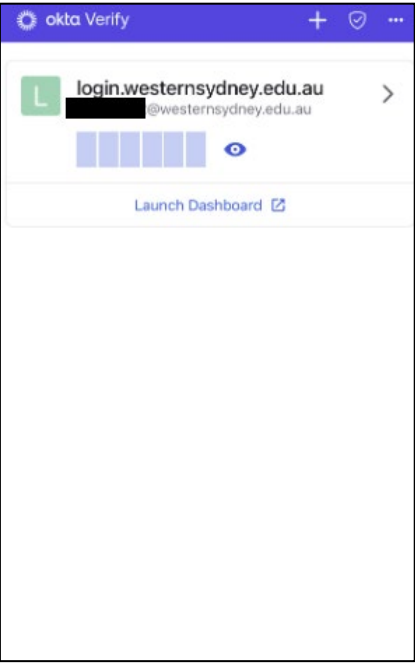 okta Verify
L
login.westernsydney.edu.au
@westernsydney.edu.au
Launch Dashboard